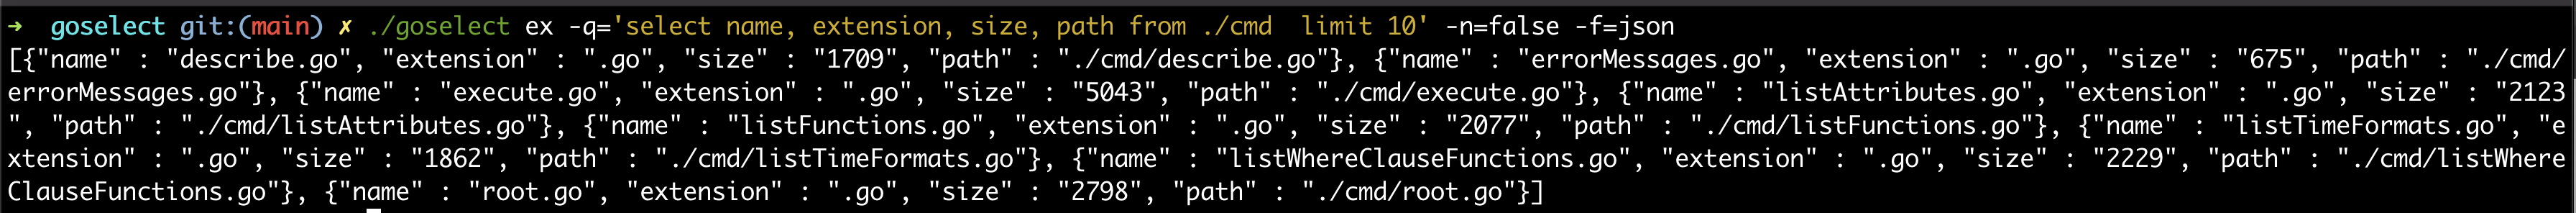 ➜  goselect git:(main) ✗ ./goselect ex -q='select name, extension, size, path from ./cmd  limit 10' -n=false -f=json
[{"name" : "describe.go", "extension" : ".go", "size" : "1709", "path" : "./cmd/describe.go"}, {"name" : "errorMessages.go", "extension" : ".go", "size" : "675", "path" : "./cmd/
errorMessages.go"}, {"name" : "execute.go", "extension" : ".go", "size" : "5043", "path" : "./cmd/execute.go"}, {"name" : "listAttributes.go", "extension" : ".go", "size" : "2123
", "path" : "./cmd/listAttributes.go"}, {"name" : "listFunctions.go", "extension" : ".go", "size" : "2077", "path" : "./cmd/listFunctions.go"}, {"name" : "listTimeFormats.go", "e
xtension" : ".go", "size" : "1862", "path" : "./cmd/listTimeFormats.go"}, {"name" : "listWhereClauseFunctions.go", "extension" : ".go", "size" : "2229", "path" : "./cmd/listWhere
ClauseFunctions.go"}, {"name" : "root.go", "extension" : ".go", "size" : "2798", "path" : "./cmd/root.go"}]